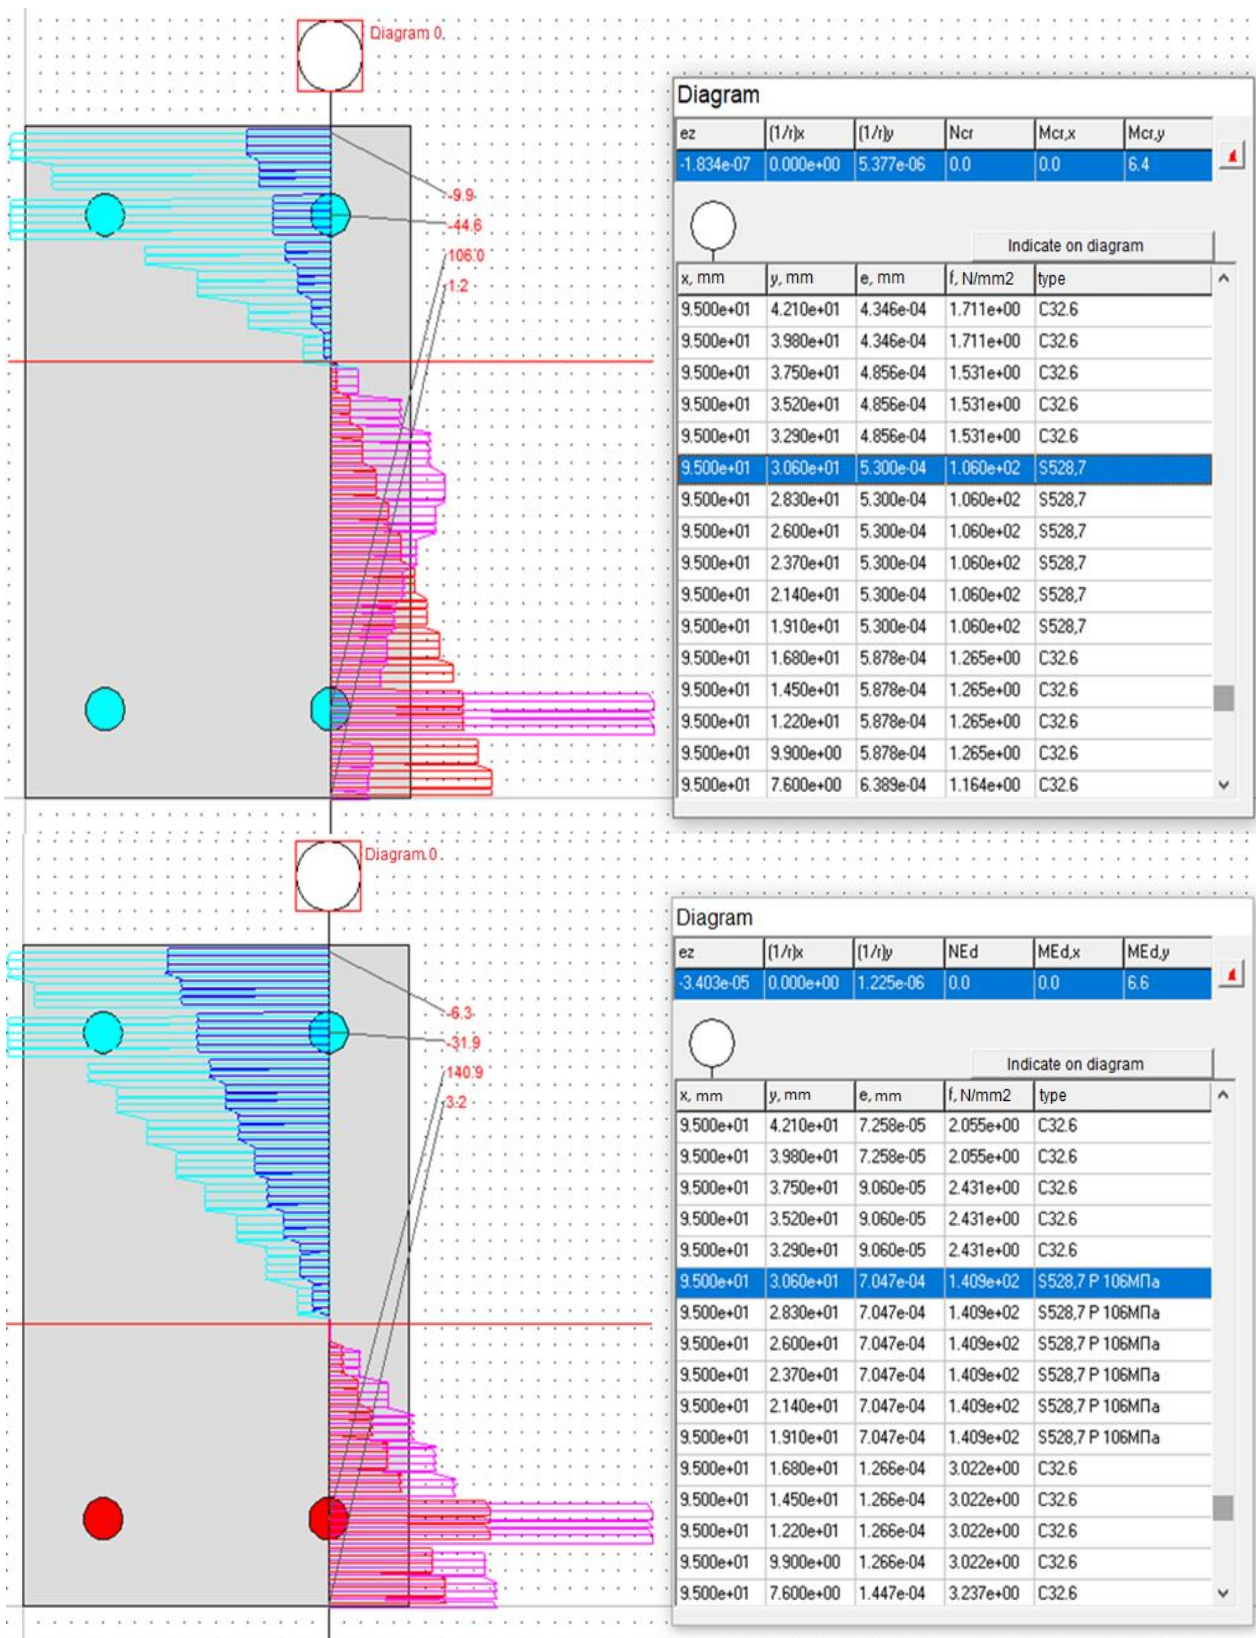 Diagram 0.
-9.9
-44.6
106.0
1.2
Diagram
ez (1/r)x (1/r)y Ncr Mcr,x Mcr,y
-1.834e-07 0.000e+00 5.377e-06 0.0 0.0 6.4
Indicate on diagram
x, mm y, mm e, mm f, N/mm2 type
9.500e+01 4.210e+01 4.346e-04 1.711e+00 C32.6
9.500e+01 3.980e+01 4.346e-04 1.711e+00 C32.6
9.500e+01 3.750e+01 4.856e-04 1.531e+00 C32.6
9.500e+01 3.520e+01 4.856e-04 1.531e+00 C32.6
9.500e+01 3.290e+01 4.856e-04 1.531e+00 C32.6
9.500e+01 3.060e+01 5.300e-04 1.060e+02 S528,7
9.500e+01 2.830e+01 5.300e-04 1.060e+02 S528,7
9.500e+01 2.600e+01 5.300e-04 1.060e+02 S528,7
9.500e+01 2.370e+01 5.300e-04 1.060e+02 S528,7
9.500e+01 2.140e+01 5.300e-04 1.060e+02 S528,7
9.500e+01 1.910e+01 5.300e-04 1.060e+02 S528,7
9.500e+01 1.680e+01 5.878e-04 1.265e+00 C32.6
9.500e+01 1.450e+01 5.878e-04 1.265e+00 C32.6
9.500e+01 1.220e+01 5.878e-04 1.265e+00 C32.6
9.500e+01 9.900e+00 5.878e-04 1.265e+00 C32.6
9.500e+01 7.600e+00 6.389e-04 1.164e+00 C32.6
Diagram 0.
-6.3
-31.9
140.9
3.2
Diagram
ez (1/r)x (1/r)y NEd MEd,x MEd,y
-3.403e-05 0.000e+00 1.225e-06 0.0 0.0 6.6
Indicate on diagram
x, mm y, mm e, mm f, N/mm2 type
9.500e+01 4.210e+01 7.258e-05 2.055e+00 C32.6
9.500e+01 3.980e+01 7.258e-05 2.055e+00 C32.6
9.500e+01 3.750e+01 9.060e-05 2.431e+00 C32.6
9.500e+01 3.520e+01 9.060e-05 2.431e+00 C32.6
9.500e+01 3.290e+01 9.060e-05 2.431e+00 C32.6
9.500e+01 3.060e+01 7.047e-04 1.409e+02 S528,7 P 106МПа
9.500e+01 2.830e+01 7.047e-04 1.409e+02 S528,7 P 106МПа
9.500e+01 2.600e+01 7.047e-04 1.409e+02 S528,7 P 106МПа
9.500e+01 2.370e+01 7.047e-04 1.409e+02 S528,7 P 106МПа
9.500e+01 2.140e+01 7.047e-04 1.409e+02 S528,7 P 106МПа
9.500e+01 1.910e+01 7.047e-04 1.409e+02 S528,7 P 106МПа
9.500e+01 1.680e+01 1.266e-04 3.022e+00 C32.6
9.500e+01 1.450e+01 1.266e-04 3.022e+00 C32.6
9.500e+01 1.220e+01 1.266e-04 3.022e+00 C32.6
9.500e+01 9.900e+00 1.266e-04 3.022e+00 C32.6
9.500e+01 7.600e+00 1.447e-04 3.237e+00 C32.6